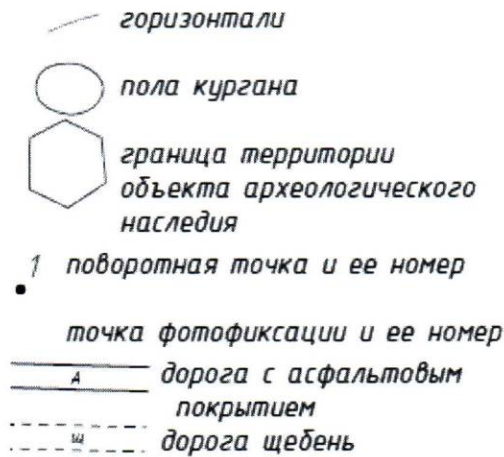 горизонтали
пола кургана
граница территории
объекта археологического
наследия
1 поворотная точка и ее номер
точка фотофиксации и ее номер
А дорога с асфальтовым
покрытием
щ дорога щебень